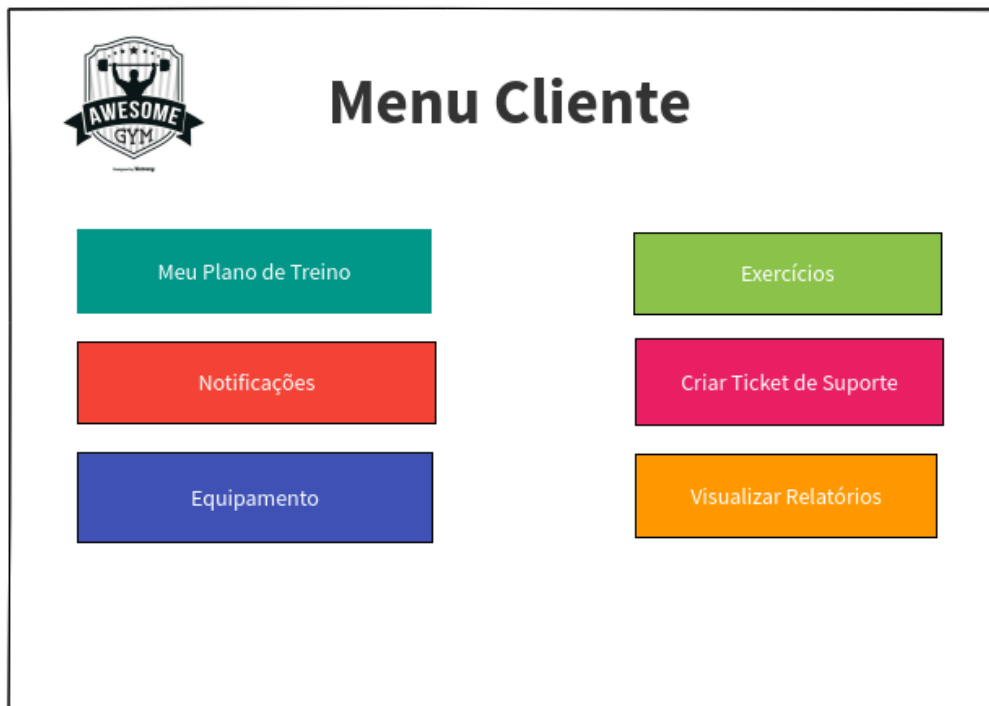 AWESOME
GYM
Menu Cliente
Meu Plano de Treino
Exercícios
Notificações
Criar Ticket de Suporte
Equipamento
Visualizar Relatórios